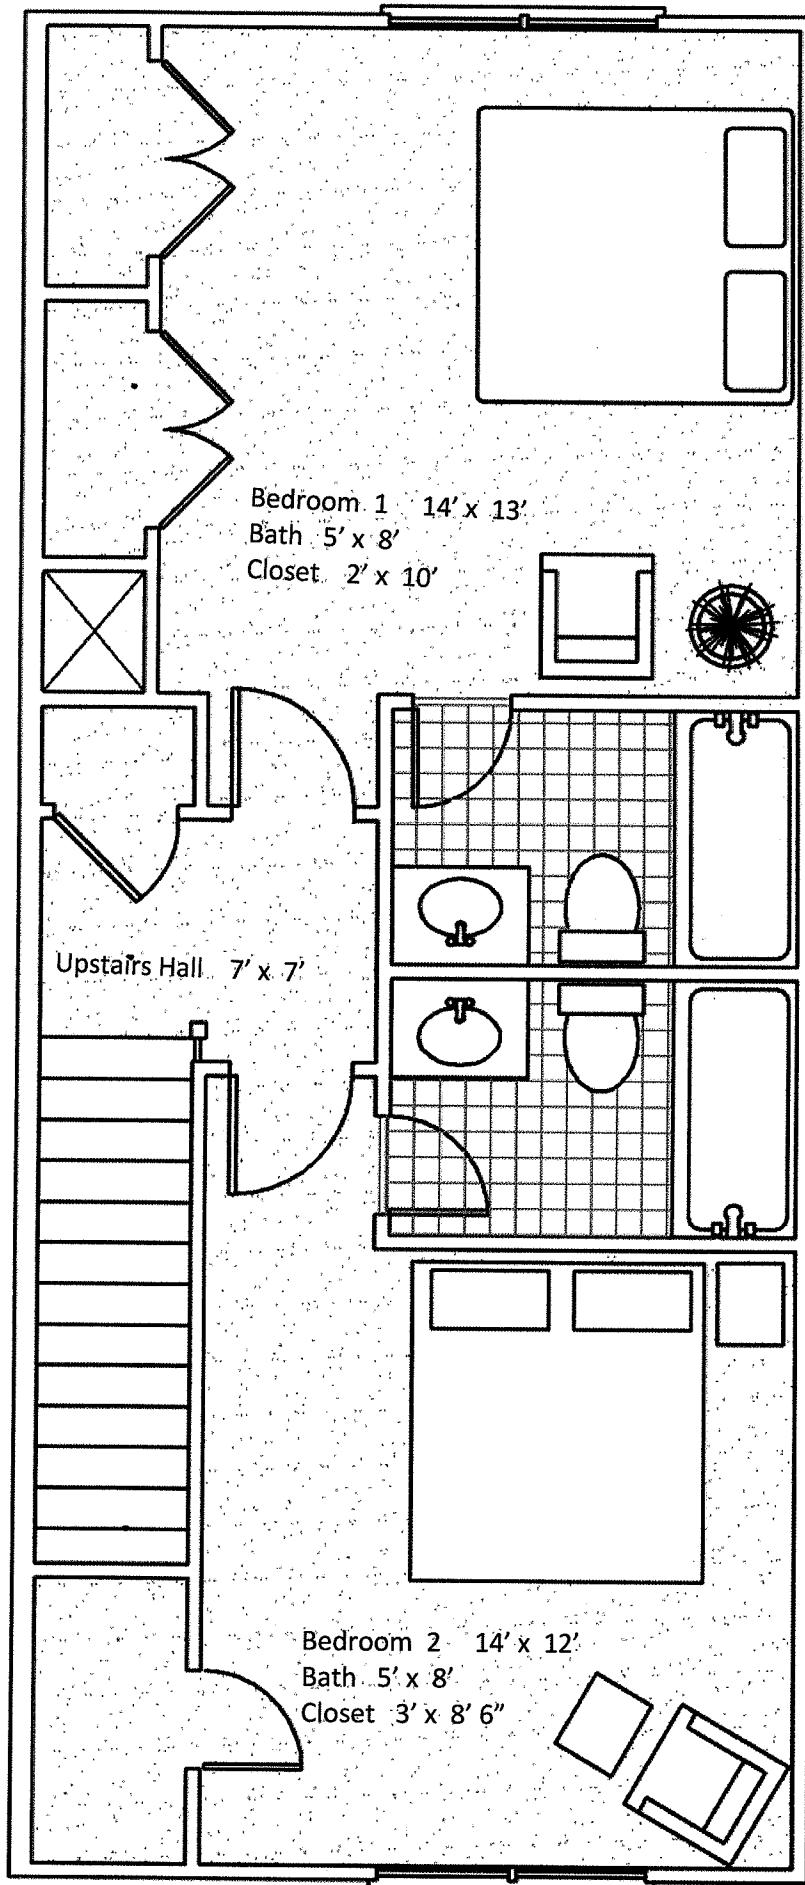 Bedroom 1 14' x 13'
Bath 5' x 8'
Closet 2' x 10'
Upstairs Hall 7' x 7'
Bedroom 2 14' x 12'
Bath 5' x 8'
Closet 3' x 8' 6"